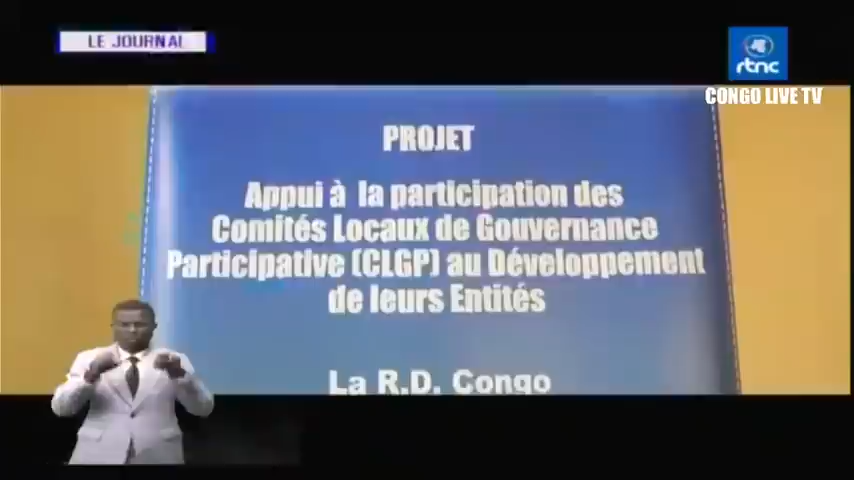 LE JOURNAL
rtnc
CONGO LIVE TV
PROJET
Appui à la participation des
Comités Locaux de Gouvernance
Participative (CLGP) au Développement
de leurs Entités
La R.D. Congo